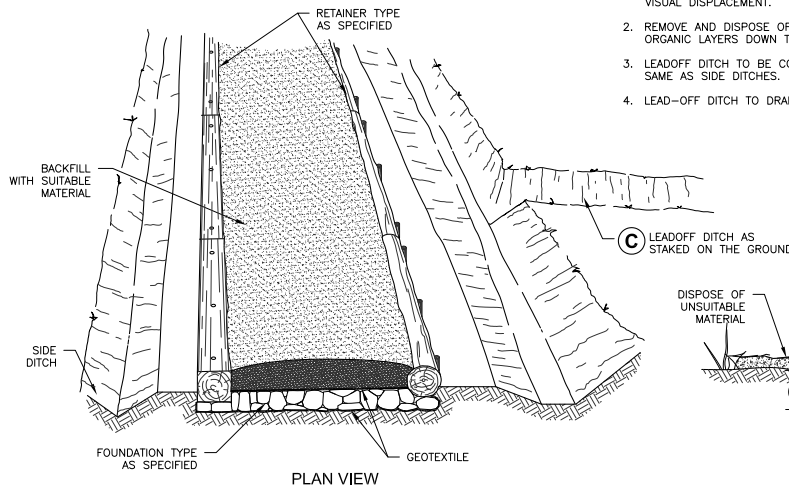 VISUAL DISPLACEMENT.
2. REMOVE AND DISPOSE OF
ORGANIC LAYERS DOWN T
3. LEADOFF DITCH TO BE CO
SAME AS SIDE DITCHES.
4. LEAD-OFF DITCH TO DRA
RETAINER TYPE
AS SPECIFIED
BACKFILL
WITH SUITABLE
MATERIAL
C
LEADOFF DITCH AS
STAKED ON THE GROUND
DISPOSE OF
UNSUITABLE
MATERIAL
SIDE
DITCH
FOUNDATION TYPE
AS SPECIFIED
GEOTEXTILE
PLAN VIEW